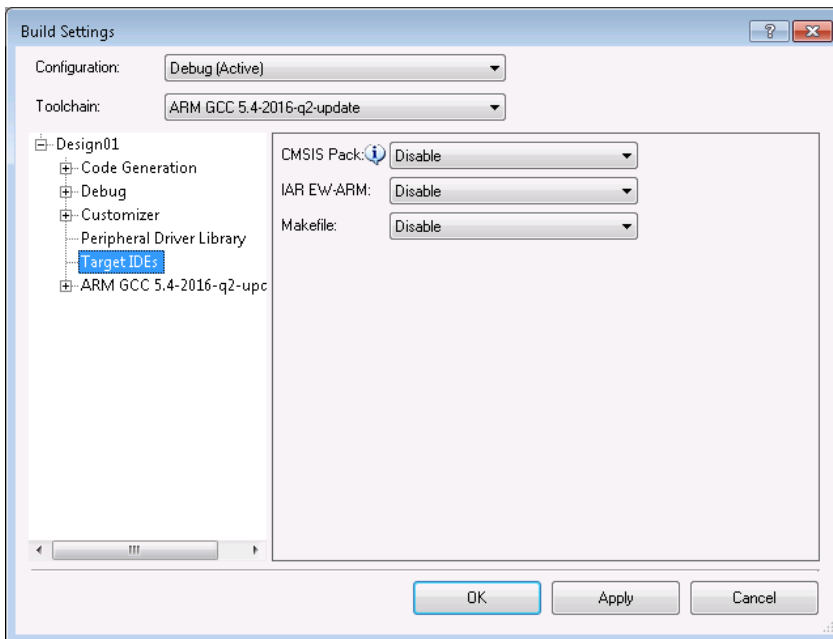 Build Settings
Configuration: Debug (Active)
Toolchain: ARM GCC 5.4-2016-q2-update
Design01
Code Generation
Debug
Customizer
Peripheral Driver Library
Target IDEs
ARM GCC 5.4-2016-q2-upd
CMSIS Pack: Disable
IAR EW-ARM: Disable
Makefile: Disable
OK Apply Cancel